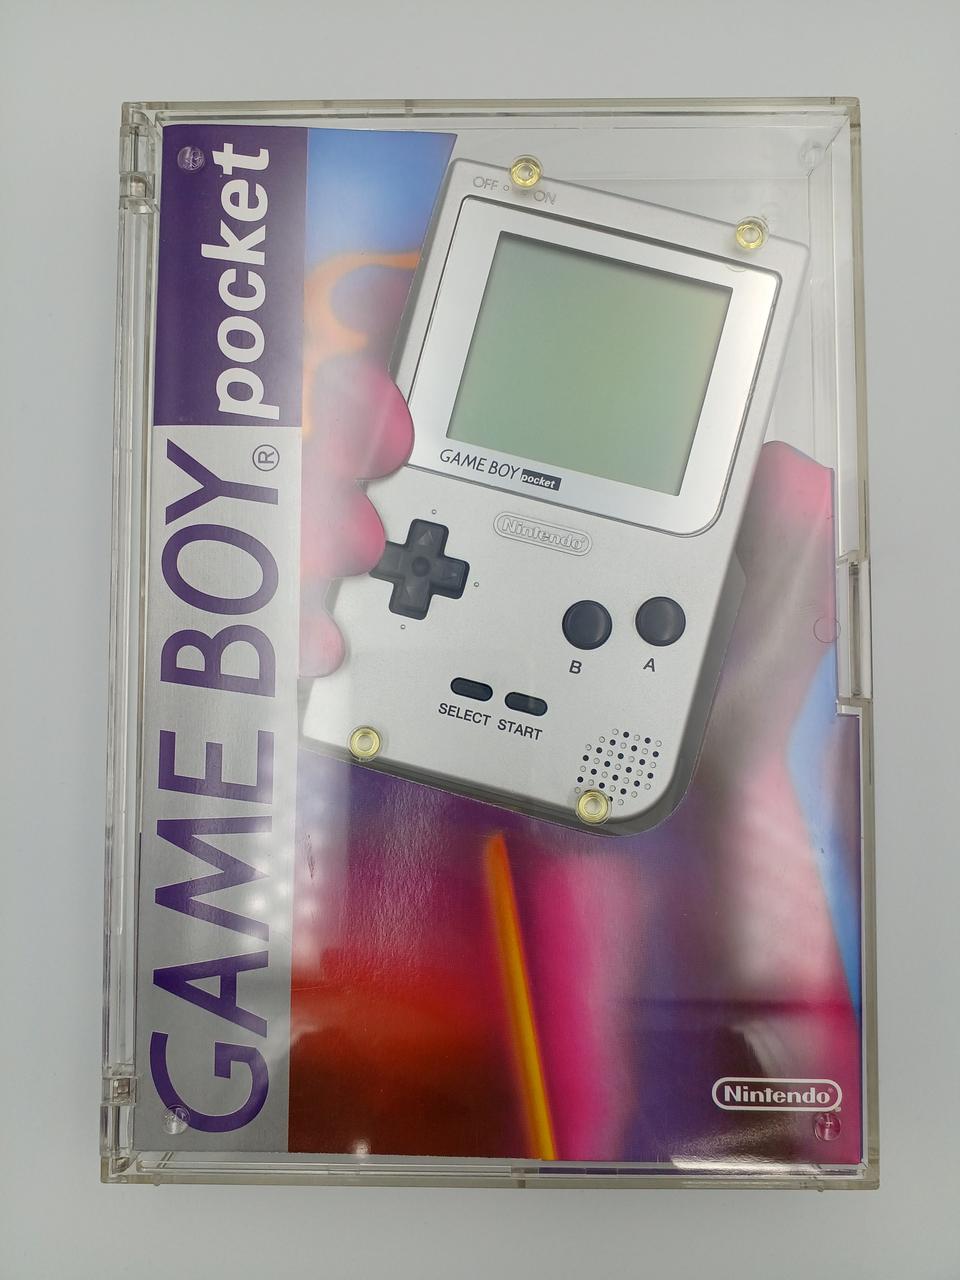 GAME BOY® pocket
OFF ON
GAME BOY pocket
Nintendo
B A
SELECT START
Nintendo®